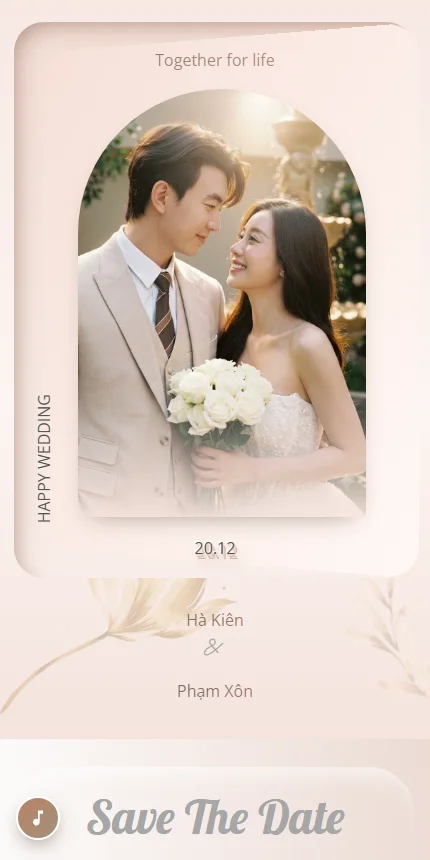 Together for life
HAPPY WEDDING
20.12
Hà Kiên
&
Phạm Xôn
Save The Date